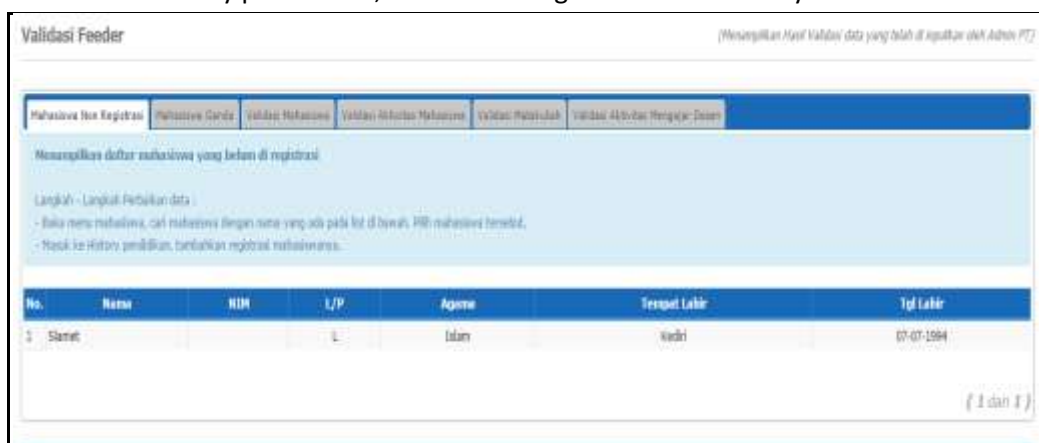 Validasi Feeder
(Menampilkan Hasil Validasi data yang telah di inputkan oleh Admin PT)
Mahasiswa Non Registrasi Mahasiswa Ganda Validasi Mahasiswa Validasi Aktivitas Mahasiswa Validasi Matakuliah Validasi Aktivitas Mengajar Dosen
Menampilkan daftar mahasiswa yang belum di registrasi
Langkah - Langkah Perbaikan data :
- Buka menu mahasiswa, cari mahasiswa dengan nama yang ada pada list di bawah. Pilih mahasiswa tersebut.
- Masuk ke History pendidikan, tambahkan registrasi mahasiswanya.
No. Nama NIM L/P Agama Tempat Lahir Tgl Lahir
1 Slamet L Islam Kediri 07-07-1994
( 1 dari 1 )